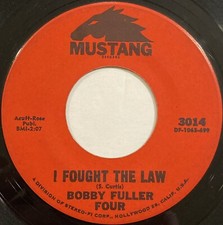 MUSTANG
RECORDS
Acuff-Rose
Publ.
BMI-2:07
3014
I FOUGHT THE LAW
(S. Curtis)
BOBBY FULLER
FOUR
A DIVISION OF STEREO-FI CORP., HOLLYWOOD, CALIF., U.S.A.